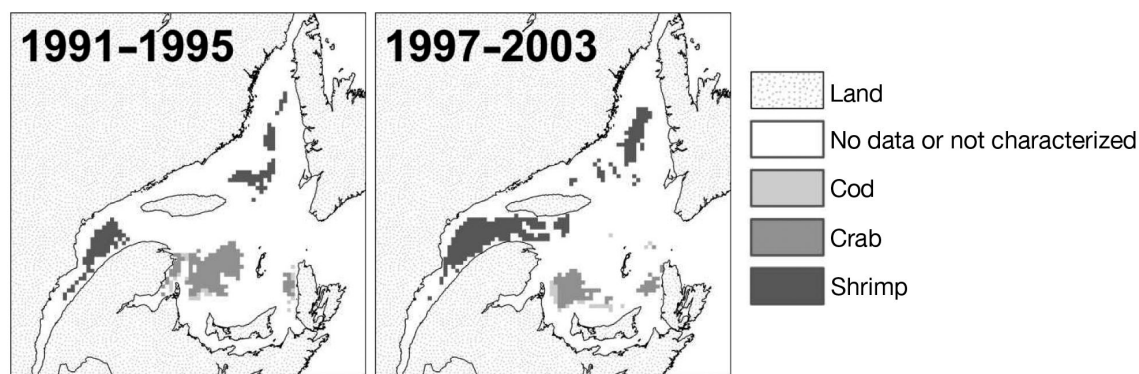 1991–1995
1997–2003
Land
No data or not characterized
Cod
Crab
Shrimp